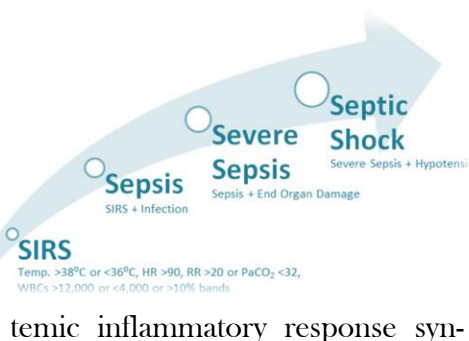 Septic
Shock
Severe Sepsis + Hypotensi
Severe
Sepsis
Sepsis + End Organ Damage
Sepsis
SIRS + Infection
SIRS
Temp. >38⁰C or <36⁰C, HR >90, RR >20 or PaCO₂ <32,
WBCs >12,000 or <4,000 or >10% bands
temic inflammatory response syn-